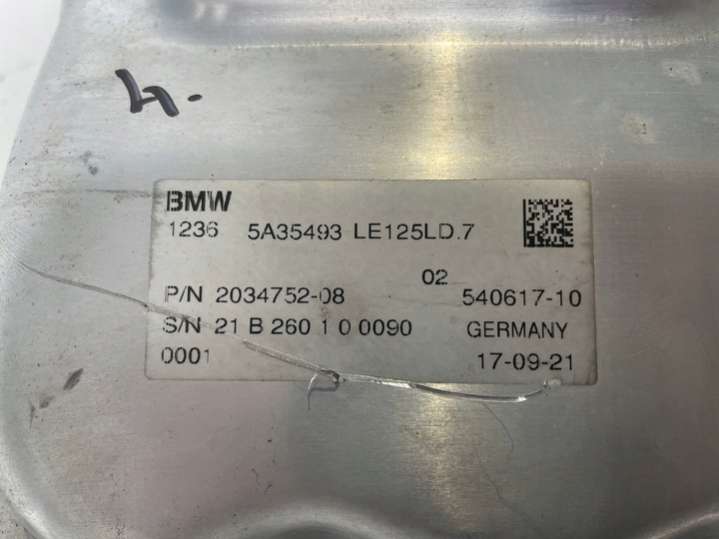 4.
BMW
1236 5A35493 LE125LD.7
02
P/N 2034752-08 540617-10
S/N 21 B 260 1 0 0090 GERMANY
0001 17-09-21